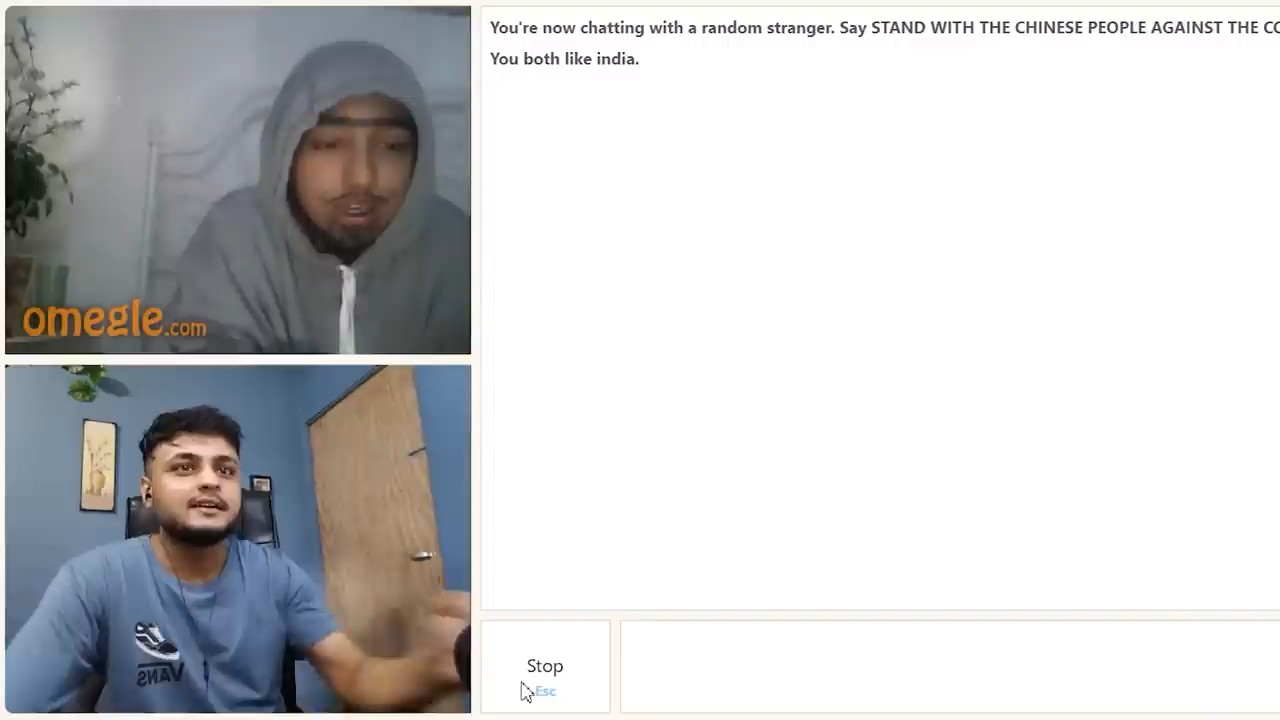 You're now chatting with a random stranger. Say STAND WITH THE CHINESE PEOPLE AGAINST THE
You both like india.
omegle.com
VANS
Stop
Esc